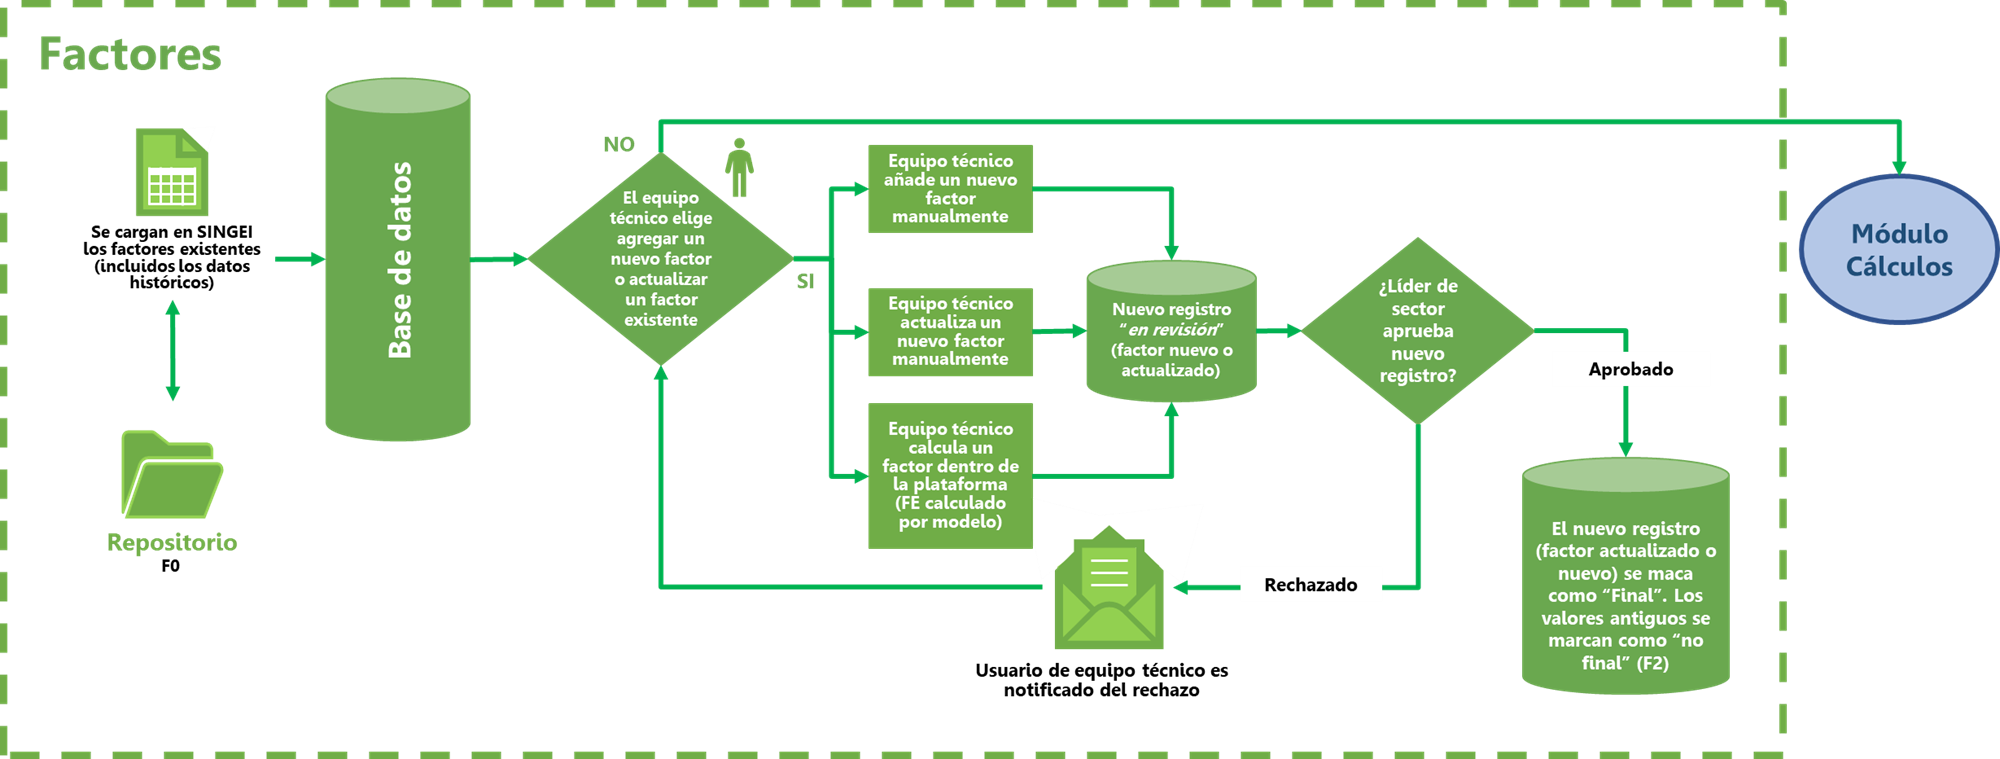 Factores
Se cargan en SINGEI
los factores existentes
(incluidos los datos
históricos)
Repositorio
F0
Base de datos
NO
El equipo
técnico elige
agregar un
nuevo factor
o actualizar
un factor
existente
SI
Equipo técnico
añade un nuevo
factor
manualmente
Equipo técnico
actualiza un
nuevo factor
manualmente
Equipo técnico
calcula un
factor dentro de
la plataforma
(FE calculado
por modelo)
Nuevo registro
“en revisión”
(factor nuevo o
actualizado)
¿Líder de
sector
aprueba
nuevo
registro?
Aprobado
El nuevo registro
(factor actualizado o
nuevo) se maca
como “Final”. Los
valores antiguos se
marcan como “no
final” (F2)
Rechazado
Usuario de equipo técnico es
notificado del rechazo
Módulo
Cálculos